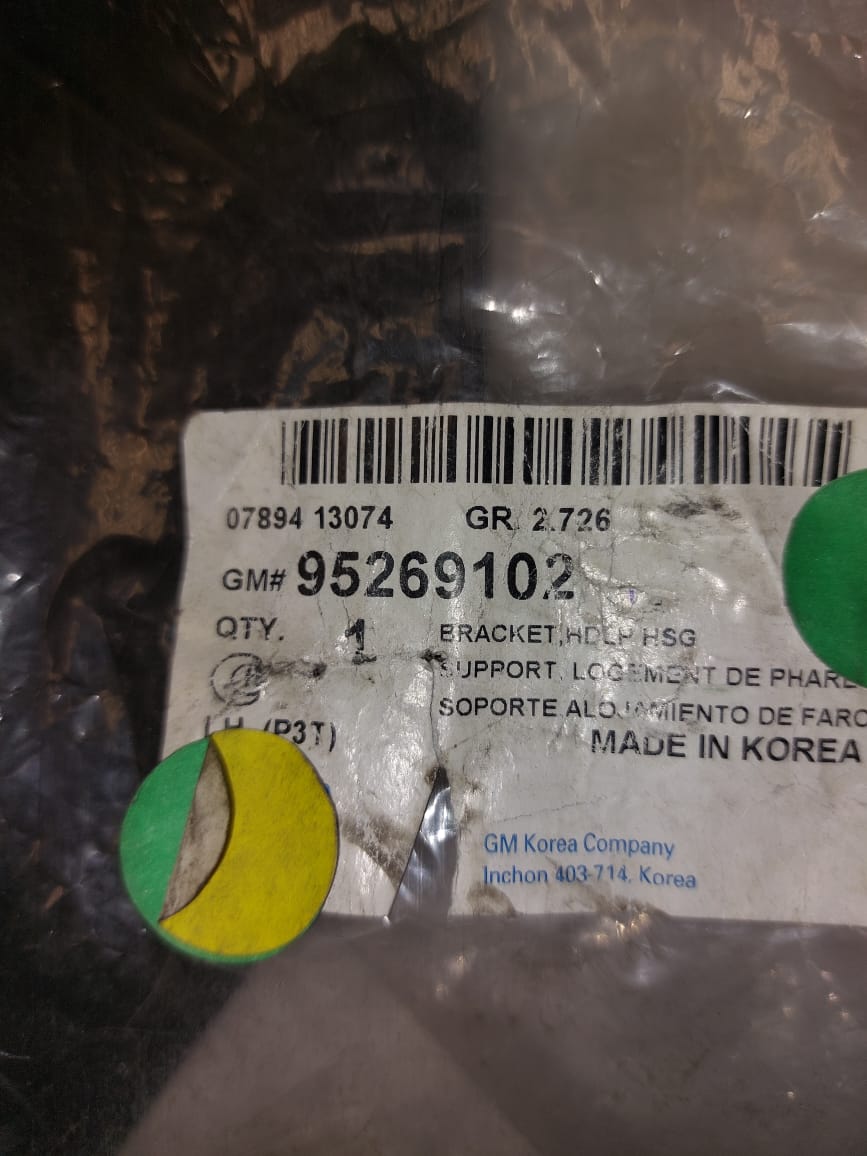 07894 13074 GR. 2.726
GM# 95269102
QTY. 1 BRACKET,HDLP HSG
SUPPORT, LOGEMENT DE PHARE
SOPORTE ALOJAMIENTO DE FARO
LH (P3T)
MADE IN KOREA
GM Korea Company
Inchon 403-714, Korea